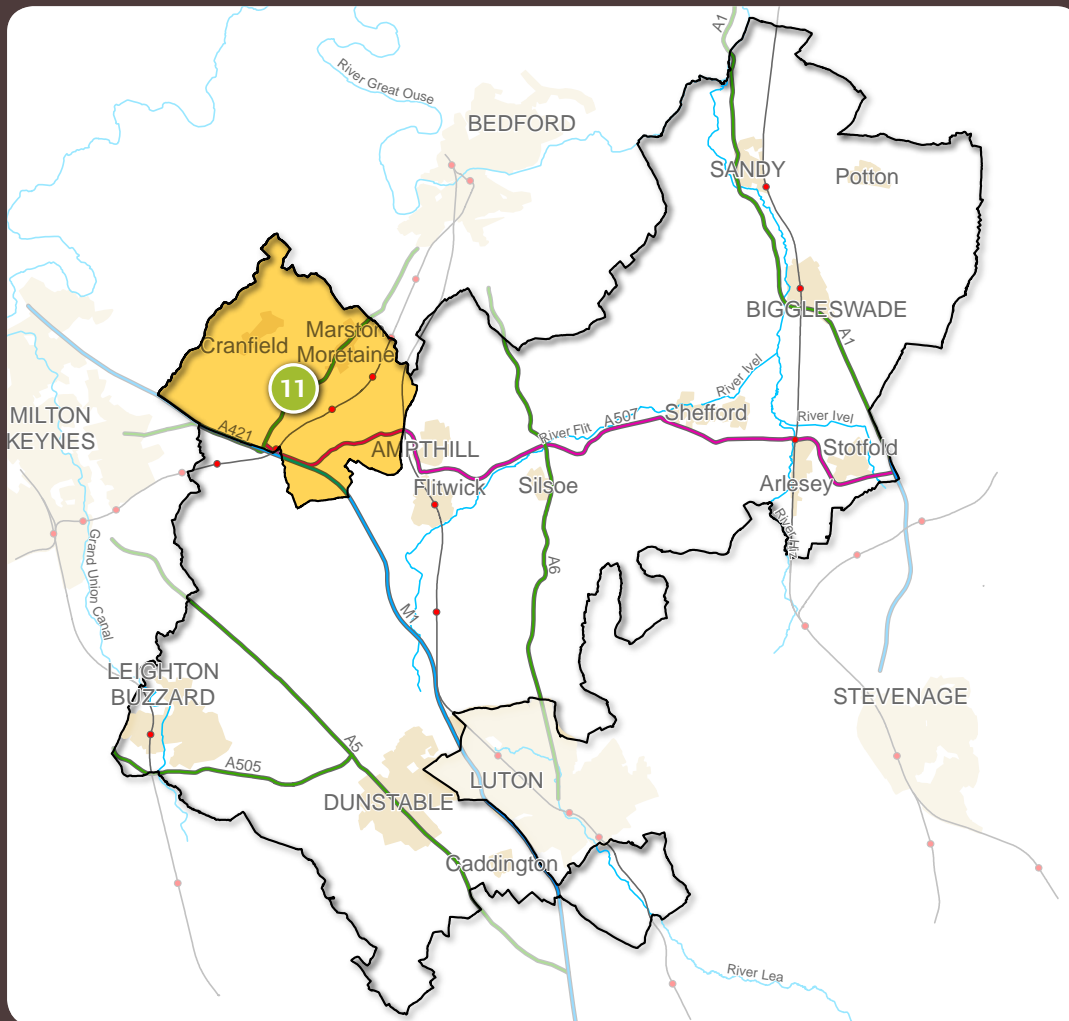 A1
River Great Ouse
BEDFORD
SANDY
Potton
BIGGLESWADE
A1
Marston
Moretaine
Cranfield
11
River Ivel
MILTON
KEYNES
A421
AMPTHILL
River Flit
A507
Shefford
River Ivel
Stotfold
Flitwick
Silsoe
Arlesey
River Hiz
Grand Union Canal
A6
M1
LEIGHTON
BUZZARD
STEVENAGE
A5
A505
LUTON
DUNSTABLE
Caddington
River Lea